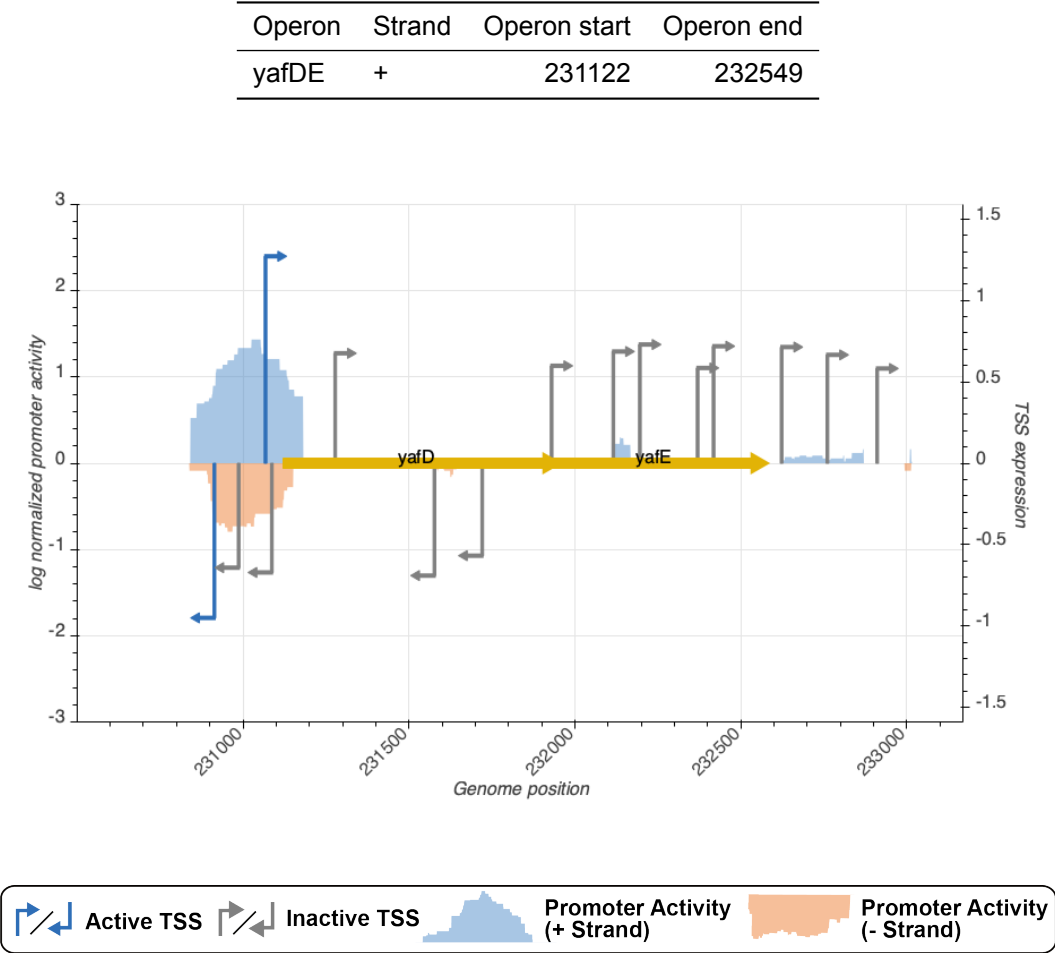 Operon Strand Operon start Operon end
yafDE + 231122 232549
3
2
1
0
-1
-2
-3
log normalized promoter activity
1.5
1
0.5
0
-0.5
-1
-1.5
TSS expression
yafD
yafE
231000
231500
232000
232500
233000
Genome position
Active TSS
Inactive TSS
Promoter Activity
(+ Strand)
Promoter Activity
(- Strand)